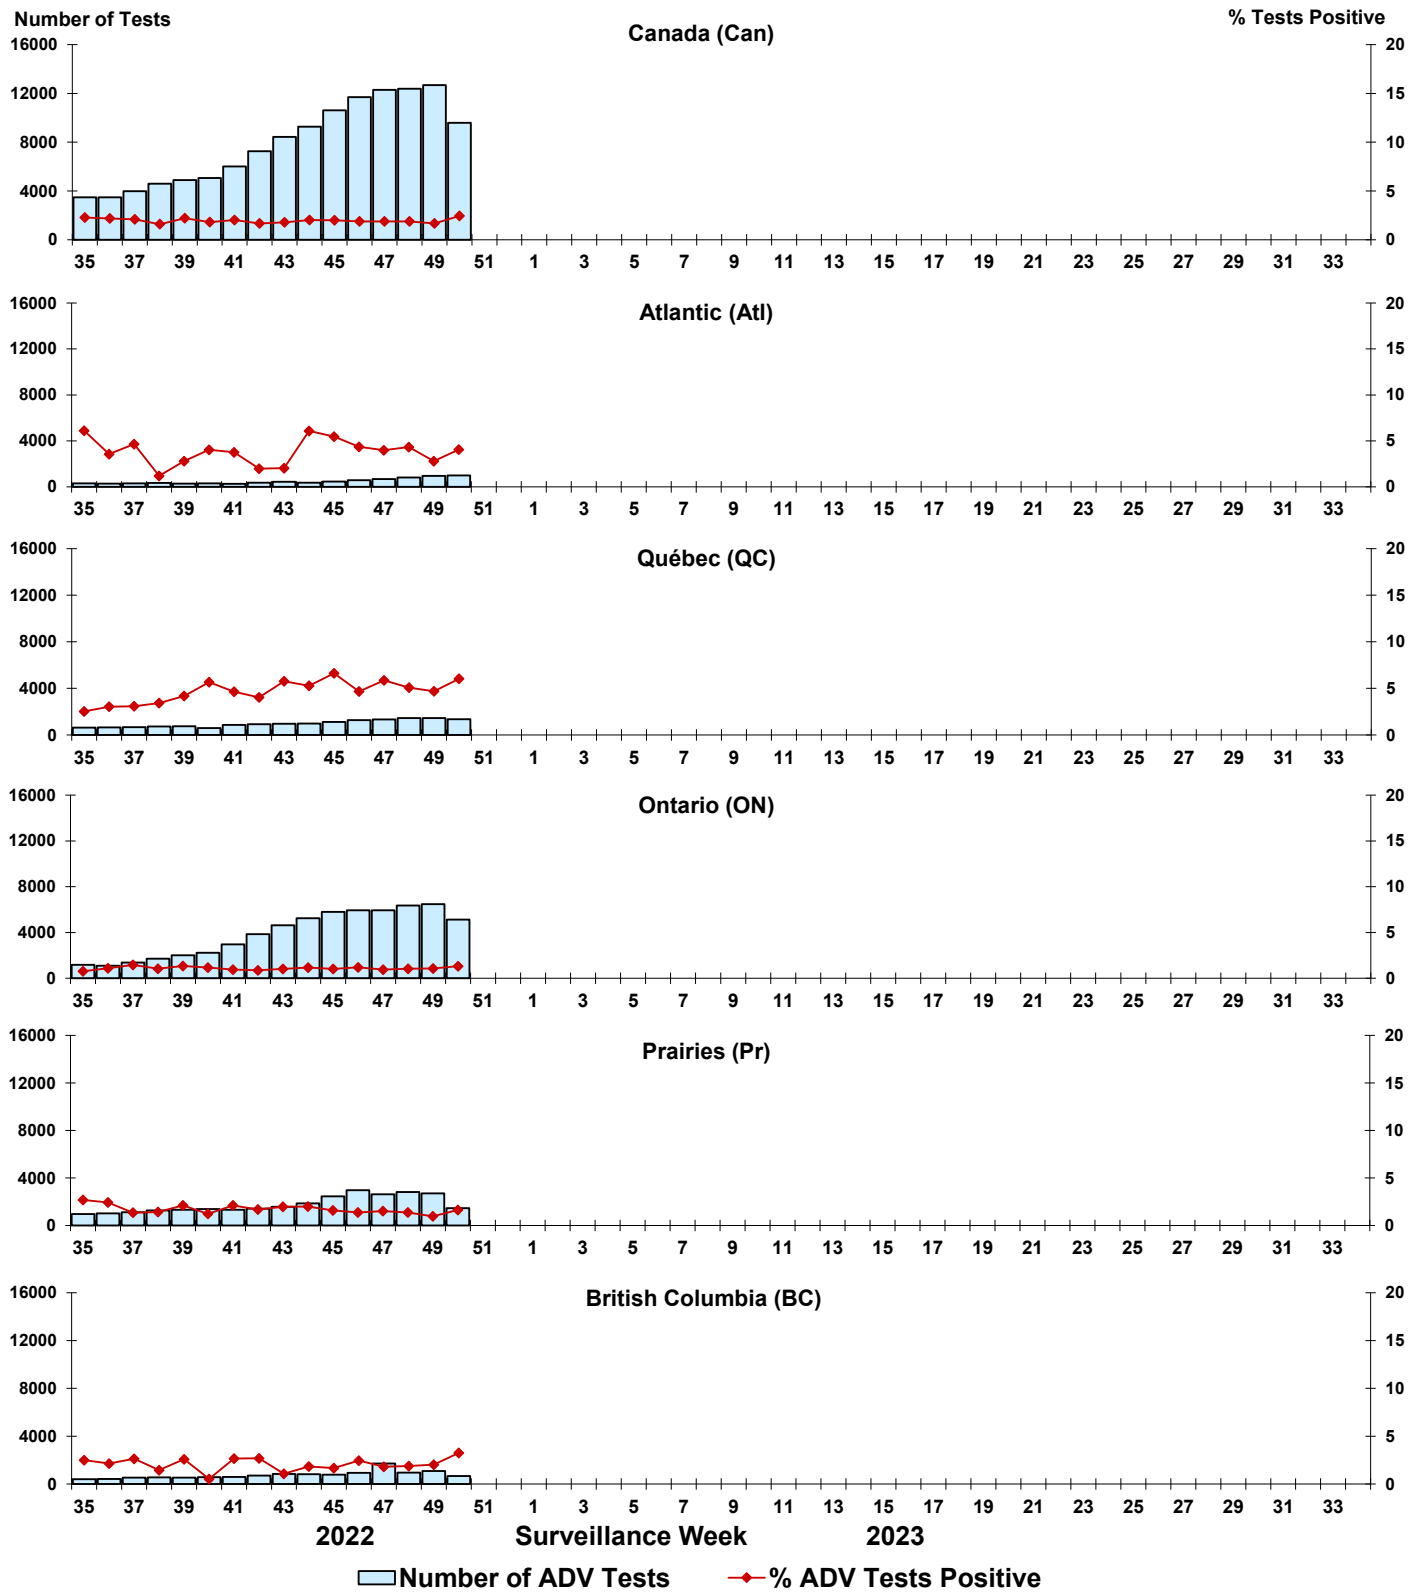 Number of Tests
% Tests Positive
Canada (Can)
16000 20
12000 15
8000 10
4000 5
0 0
35 37 39 41 43 45 47 49 51 1 3 5 7 9 11 13 15 17 19 21 23 25 27 29 31 33
Atlantic (Atl)
16000 20
12000 15
8000 10
4000 5
0 0
35 37 39 41 43 45 47 49 51 1 3 5 7 9 11 13 15 17 19 21 23 25 27 29 31 33
Québec (QC)
16000 20
12000 15
8000 10
4000 5
0 0
35 37 39 41 43 45 47 49 51 1 3 5 7 9 11 13 15 17 19 21 23 25 27 29 31 33
Ontario (ON)
16000 20
12000 15
8000 10
4000 5
0 0
35 37 39 41 43 45 47 49 51 1 3 5 7 9 11 13 15 17 19 21 23 25 27 29 31 33
Prairies (Pr)
16000 20
12000 15
8000 10
4000 5
0 0
35 37 39 41 43 45 47 49 51 1 3 5 7 9 11 13 15 17 19 21 23 25 27 29 31 33
British Columbia (BC)
16000 20
12000 15
8000 10
4000 5
0 0
35 37 39 41 43 45 47 49 51 1 3 5 7 9 11 13 15 17 19 21 23 25 27 29 31 33
2022 Surveillance Week 2023
Number of ADV Tests % ADV Tests Positive